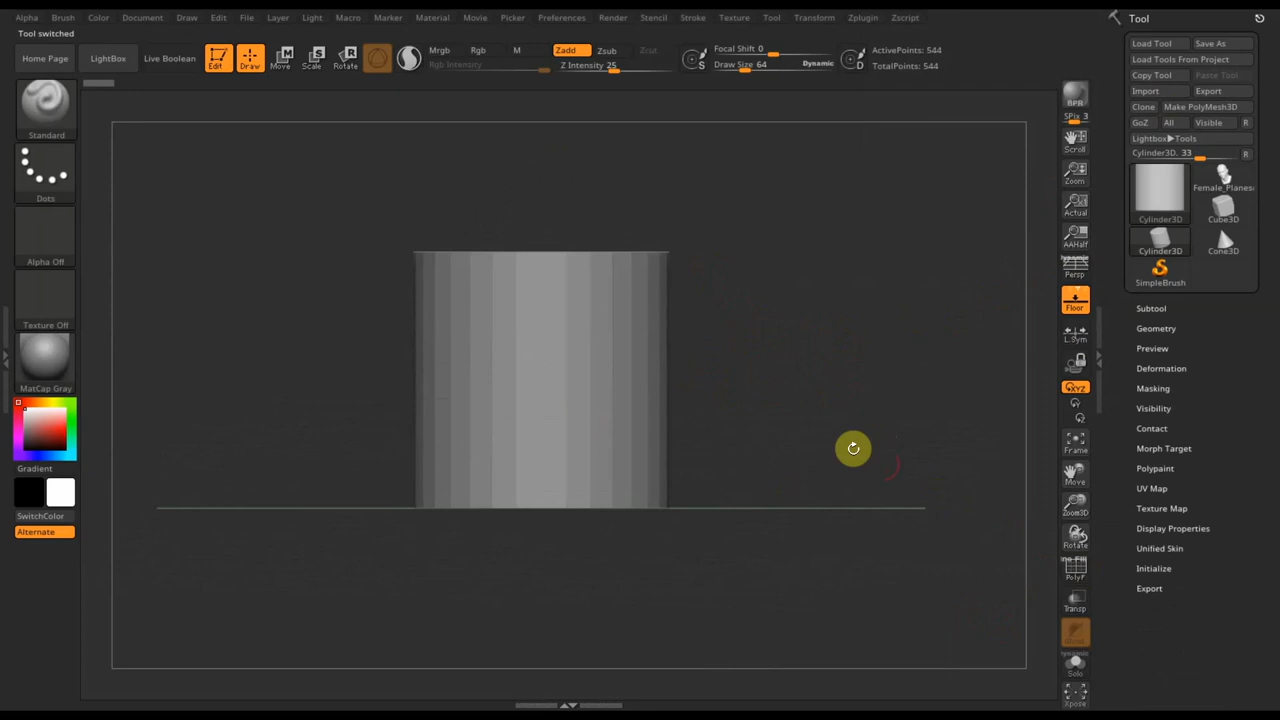 Alpha Brush Color Document Draw Edit File Layer Light Macro Marker Material Movie Picker Preferences Render Stencil Stroke Texture Tool Transform Zplugin Zscript
Tool
Tool switched
Home Page
LightBox
Live Boolean
Edit
Draw
Move
Scale
Rotate
Mrgb
Rgb
M
Rgb Intensity
Zadd
Zsub
Zcut
Z Intensity 25
S
Focal Shift 0
Draw Size 64
Dynamic
D
ActivePoints: 544
TotalPoints: 544
Standard
Dots
Alpha Off
Texture Off
MatCap Gray
Gradient
SwitchColor
Alternate
BPR
SPix 3
Scroll
Zoom
Actual
AAHalf
Dynamic
Persp
Floor
L.Sym
XYZ
Y
Z
Frame
Move
Zoom3D
Rotate
PolyF
Transp
Dynamic
Solo
Xpose
Load Tool
Save As
Load Tools From Project
Copy Tool
Paste Tool
Import
Export
Clone
Make PolyMesh3D
GoZ
All
Visible
R
Lightbox▶Tools
Cylinder3D. 33
R
Cylinder3D
Female_Planes
Cube3D
Cylinder3D
Cone3D
SimpleBrush
Subtool
Geometry
Preview
Deformation
Masking
Visibility
Contact
Morph Target
Polypaint
UV Map
Texture Map
Display Properties
Unified Skin
Initialize
Export